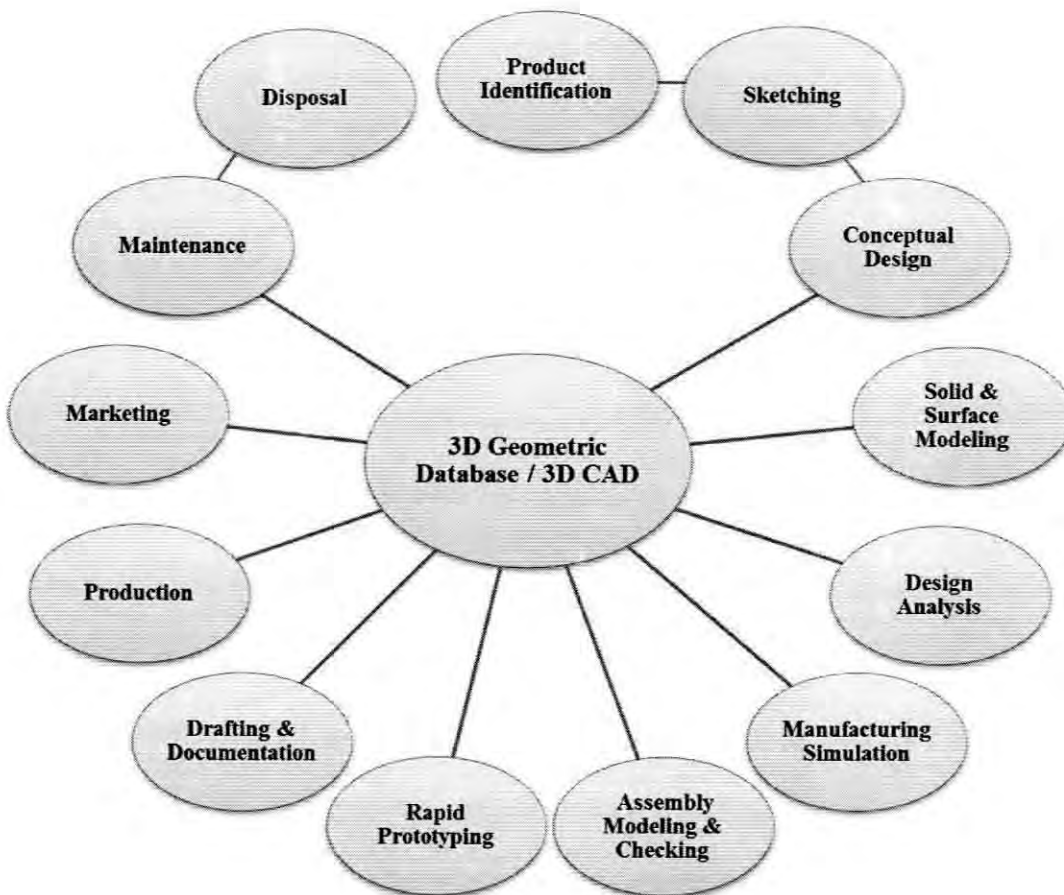 Product
Identification
Sketching
Conceptual
Design
Solid &
Surface
Modeling
Design
Analysis
Manufacturing
Simulation
Assembly
Modeling &
Checking
Rapid
Prototyping
Drafting &
Documentation
Production
Marketing
Maintenance
Disposal
3D Geometric
Database / 3D CAD